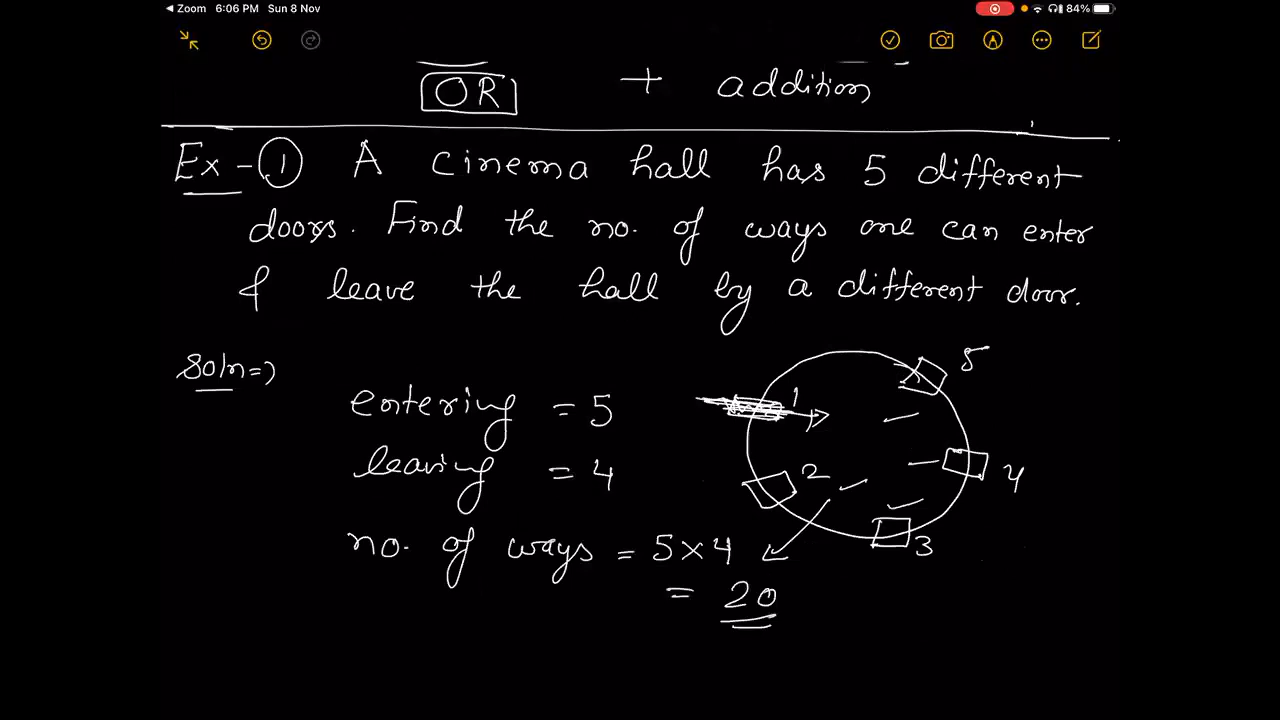 Zoom 6:06 PM Sun 8 Nov 84%
OR + addition
Ex-① A cinema hall has 5 different
doors. Find the no. of ways one can enter
& leave the hall by a different door.
Soln=>
entering = 5
leaving = 4
no. of ways = 5×4
= 20
1
5
2
4
3